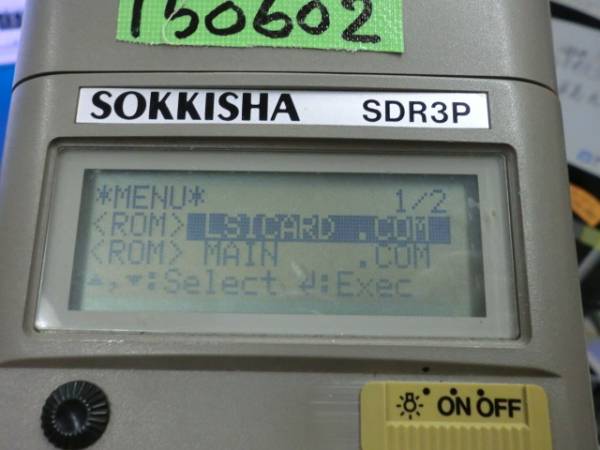 150602
SOKKISHA SDR3P
*MENU* 1/2
<ROM> LSICARD .COM
<ROM> MAIN .COM
▲,▼:Select ↲:Exec
ON OFF